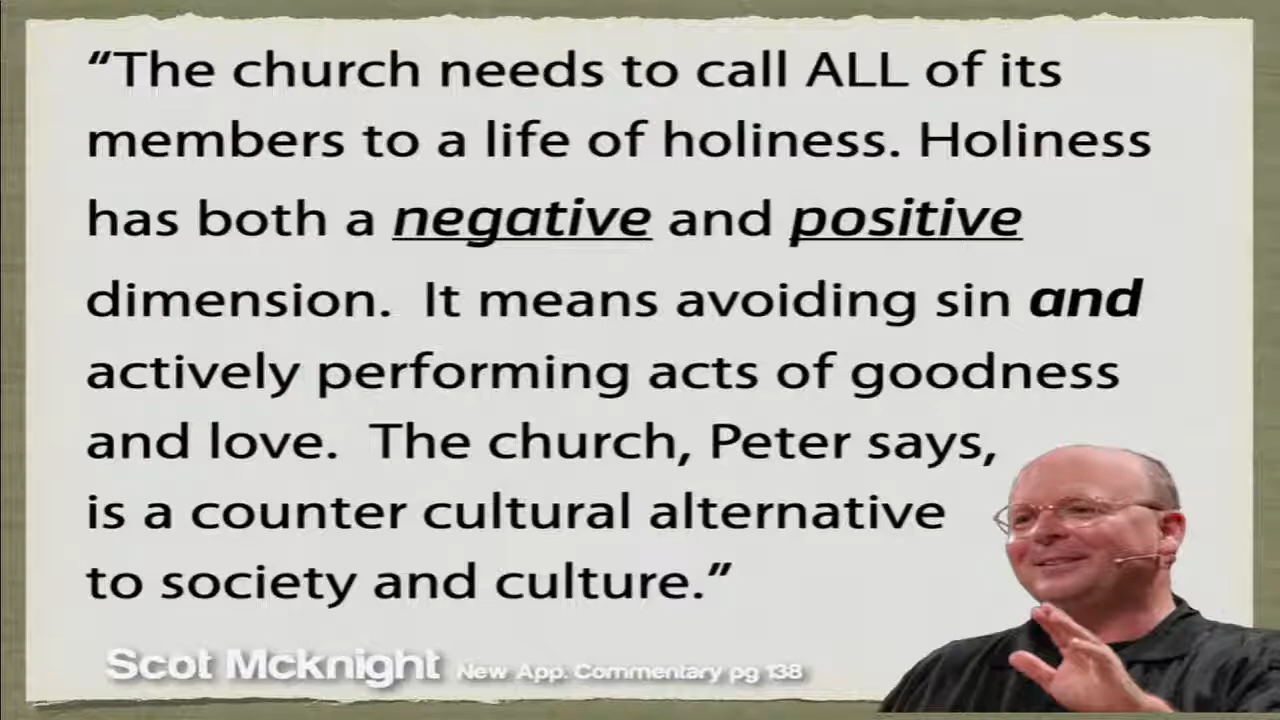 “The church needs to call ALL of its
members to a life of holiness. Holiness
has both a negative and positive
dimension.  It means avoiding sin and
actively performing acts of goodness
and love.  The church, Peter says,
is a counter cultural alternative
to society and culture.”
Scot Mcknight New App. Commentary pg 138